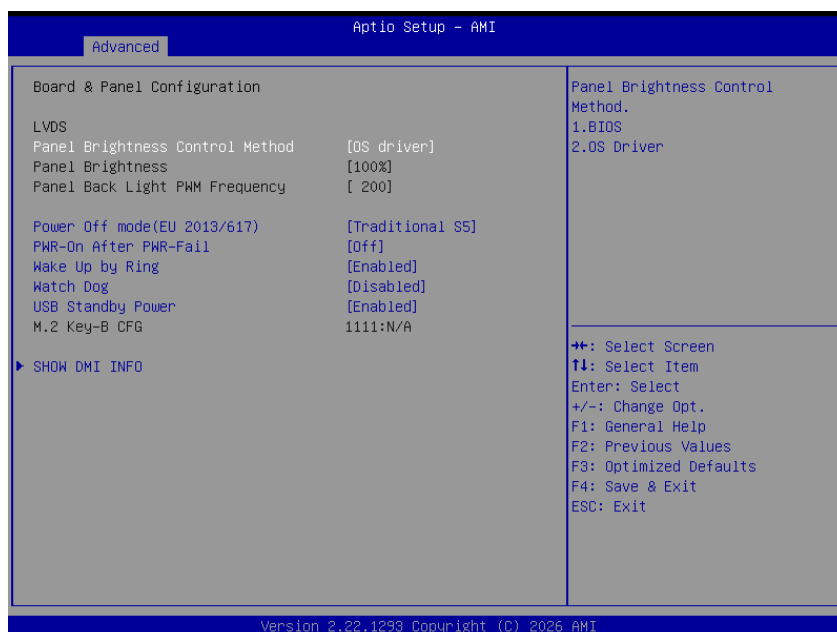 Aptio Setup - AMI
Advanced
Board & Panel Configuration
LVDS
Panel Brightness Control Method [OS driver]
Panel Brightness [100%]
Panel Back Light PWM Frequency [ 200]
Power Off mode(EU 2013/617) [Traditional S5]
PWR-On After PWR-Fail [Off]
Wake Up by Ring [Enabled]
Watch Dog [Disabled]
USB Standby Power [Enabled]
M.2 Key-B CFG 1111:N/A
SHOW DMI INFO
Panel Brightness Control
Method.
1.BIOS
2.OS Driver
→←: Select Screen
↑↓: Select Item
Enter: Select
+/-: Change Opt.
F1: General Help
F2: Previous Values
F3: Optimized Defaults
F4: Save & Exit
ESC: Exit
Version 2.22.1293 Copyright (C) 2026 AMI